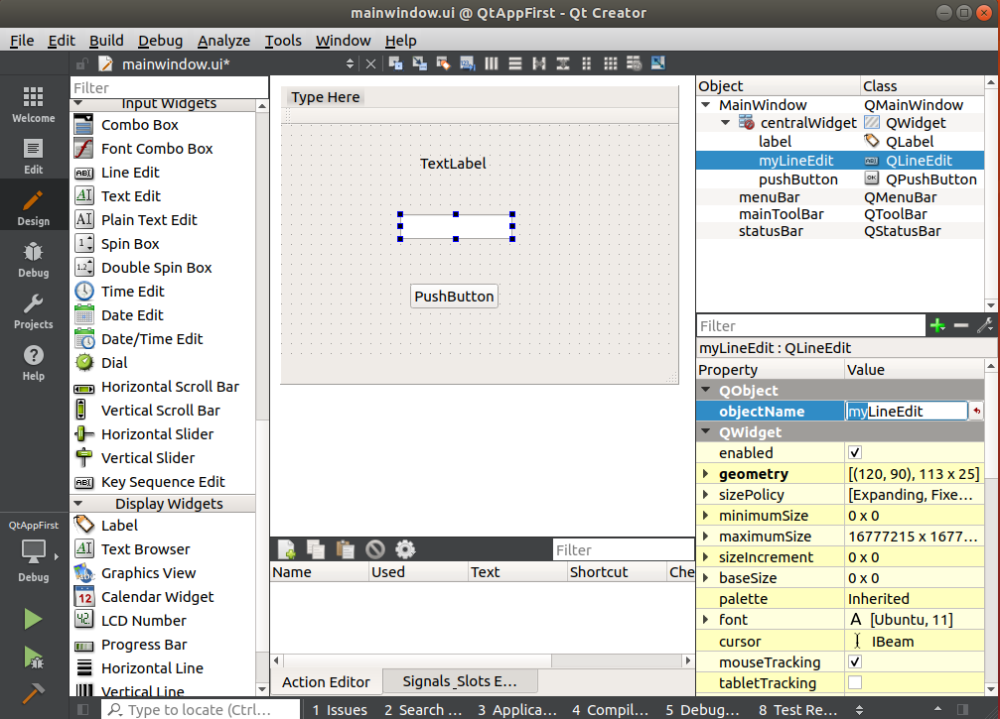 mainwindow.ui @ QtAppFirst - Qt Creator
File Edit Build Debug Analyze Tools Window Help
mainwindow.ui*
Welcome
Edit
Design
Debug
Projects
Help
QtAppFirst
Debug
Filter
Input Widgets
Combo Box
Font Combo Box
Line Edit
Text Edit
Plain Text Edit
Spin Box
Double Spin Box
Time Edit
Date Edit
Date/Time Edit
Dial
Horizontal Scroll Bar
Vertical Scroll Bar
Horizontal Slider
Vertical Slider
Key Sequence Edit
Display Widgets
Label
Text Browser
Graphics View
Calendar Widget
LCD Number
Progress Bar
Horizontal Line
Vertical Line
Type Here
TextLabel
PushButton
Filter
Name Used Text Shortcut Che
Action Editor Signals_Slots E...
Object Class
MainWindow QMainWindow
centralWidget QWidget
label QLabel
myLineEdit QLineEdit
pushButton QPushButton
menuBar QMenuBar
mainToolBar QToolBar
statusBar QStatusBar
Filter
myLineEdit : QLineEdit
Property Value
QObject
objectName myLineEdit
QWidget
enabled
geometry [(120, 90), 113 x 25]
sizePolicy [Expanding, Fixe...
minimumSize 0 x 0
maximumSize 16777215 x 1677...
sizeIncrement 0 x 0
baseSize 0 x 0
palette Inherited
font A [Ubuntu, 11]
cursor IBeam
mouseTracking
tabletTracking
Type to locate (Ctrl... 1 Issues 2 Search ... 3 Applica... 4 Compil... 5 Debug... 8 Test Re...